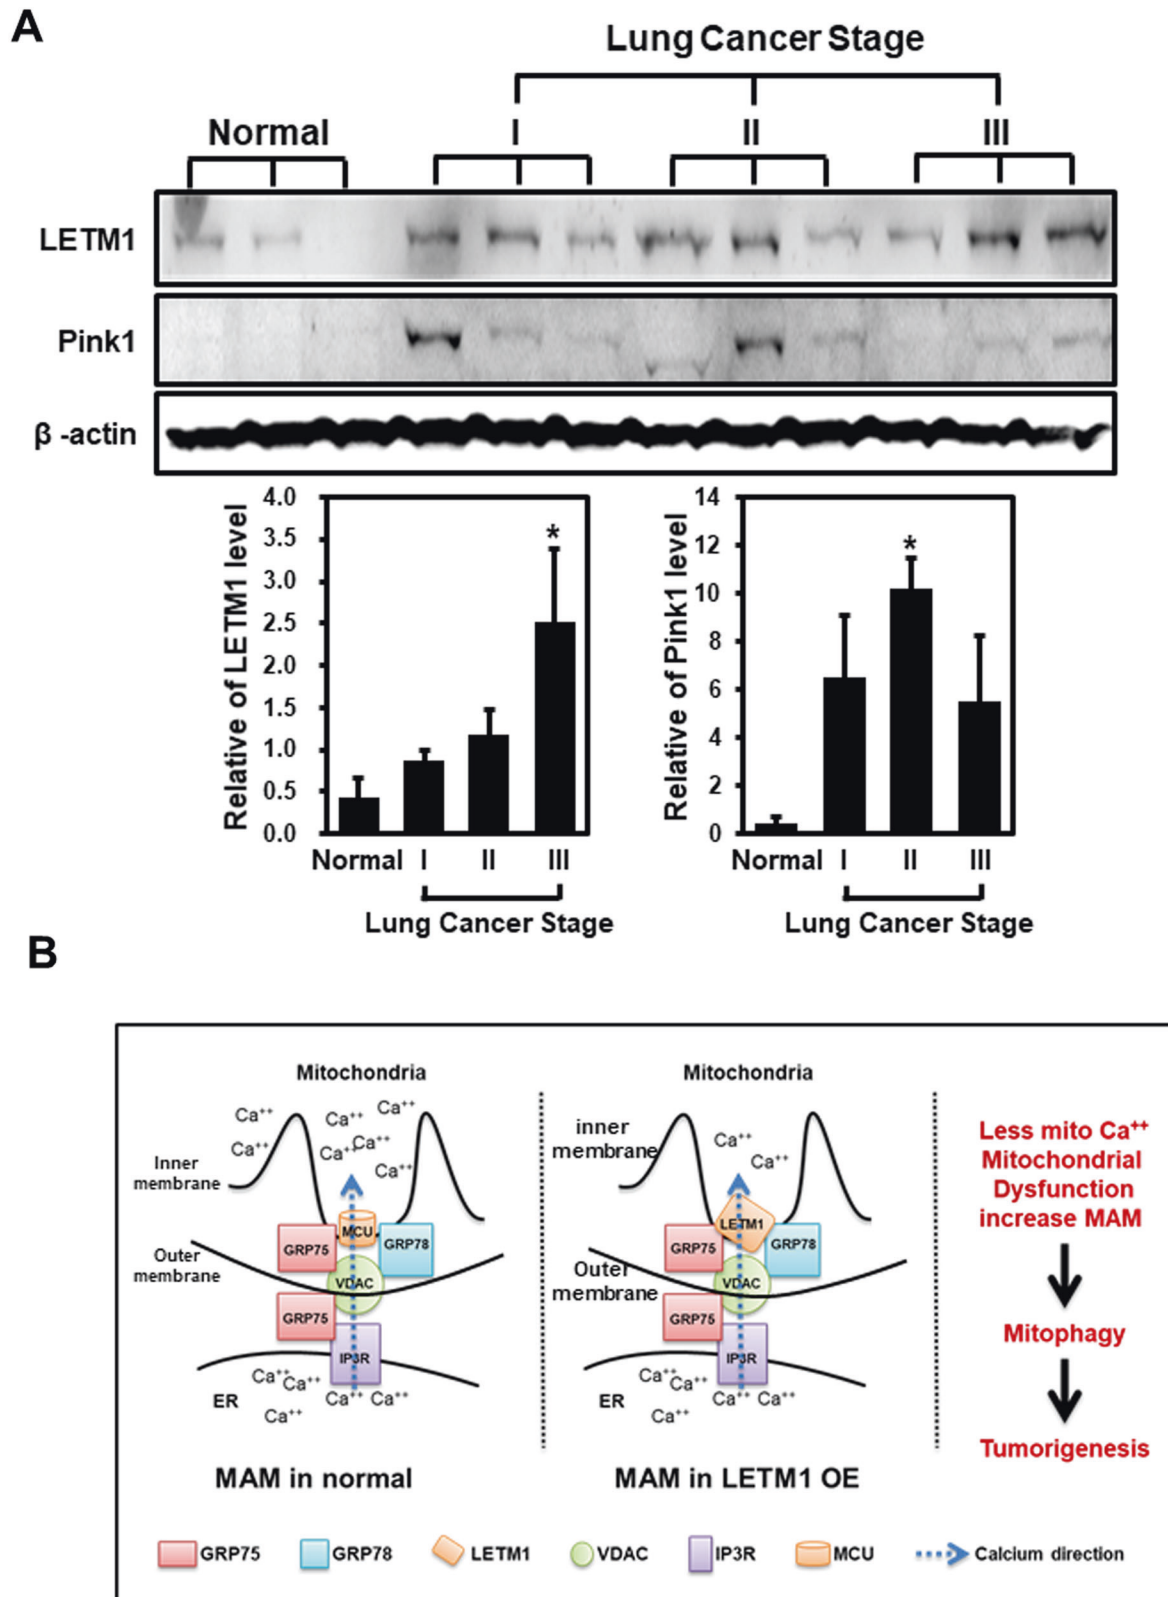 A
Lung Cancer Stage
Normal
I
II
III
LETM1
Pink1
β -actin
Relative of LETM1 level
4.0
3.5
3.0
2.5
2.0
1.5
1.0
0.5
0.0
*
Normal I II III
Lung Cancer Stage
Relative of Pink1 level
14
12
10
8
6
4
2
0
*
Normal I II III
Lung Cancer Stage
B
Mitochondria
Ca++ Ca++ Ca++
Ca++ Ca++ Ca++
Ca++
Inner
membrane
MCU
GRP75
GRP78
Outer
membrane
VDAC
GRP75
IP3R
Ca++ Ca++ Ca++ Ca++
Ca++
ER
MAM in normal
Mitochondria
inner
membrane
Ca++
Ca++
LETM1
GRP75
GRP78
Outer
membrane
VDAC
GRP75
IP3R
Ca++ Ca++ Ca++ Ca++
Ca++
ER
MAM in LETM1 OE
Less mito Ca++
Mitochondrial
Dysfunction
increase MAM
Mitophagy
Tumorigenesis
GRP75 GRP78 LETM1 VDAC IP3R MCU Calcium direction